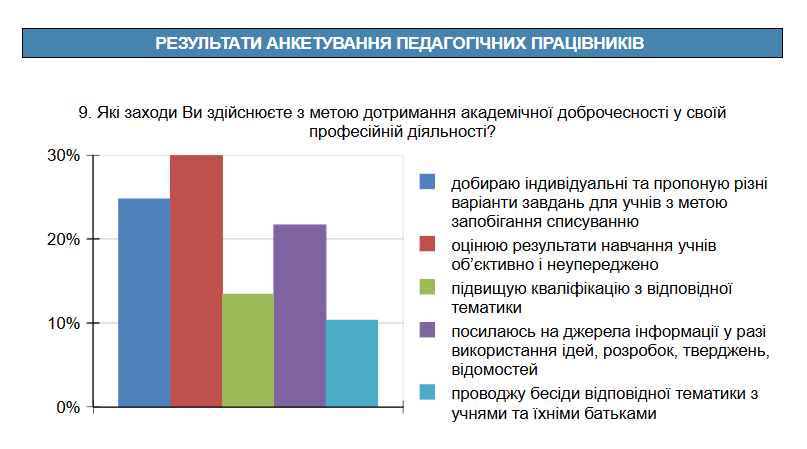 РЕЗУЛЬТАТИ АНКЕТУВАННЯ ПЕДАГОГІЧНИХ ПРАЦІВНИКІВ
9. Які заходи Ви здійснюєте з метою дотримання академічної доброчесності у своїй
професійній діяльності?
30%
20%
10%
0%
добираю індивідуальні та пропоную різні
варіанти завдань для учнів з метою
запобігання списуванню
оцінюю результати навчання учнів
об’єктивно і неупереджено
підвищую кваліфікацію з відповідної
тематики
посилаюсь на джерела інформації у разі
використання ідей, розробок, тверджень,
відомостей
проводжу бесіди відповідної тематики з
учнями та їхніми батьками